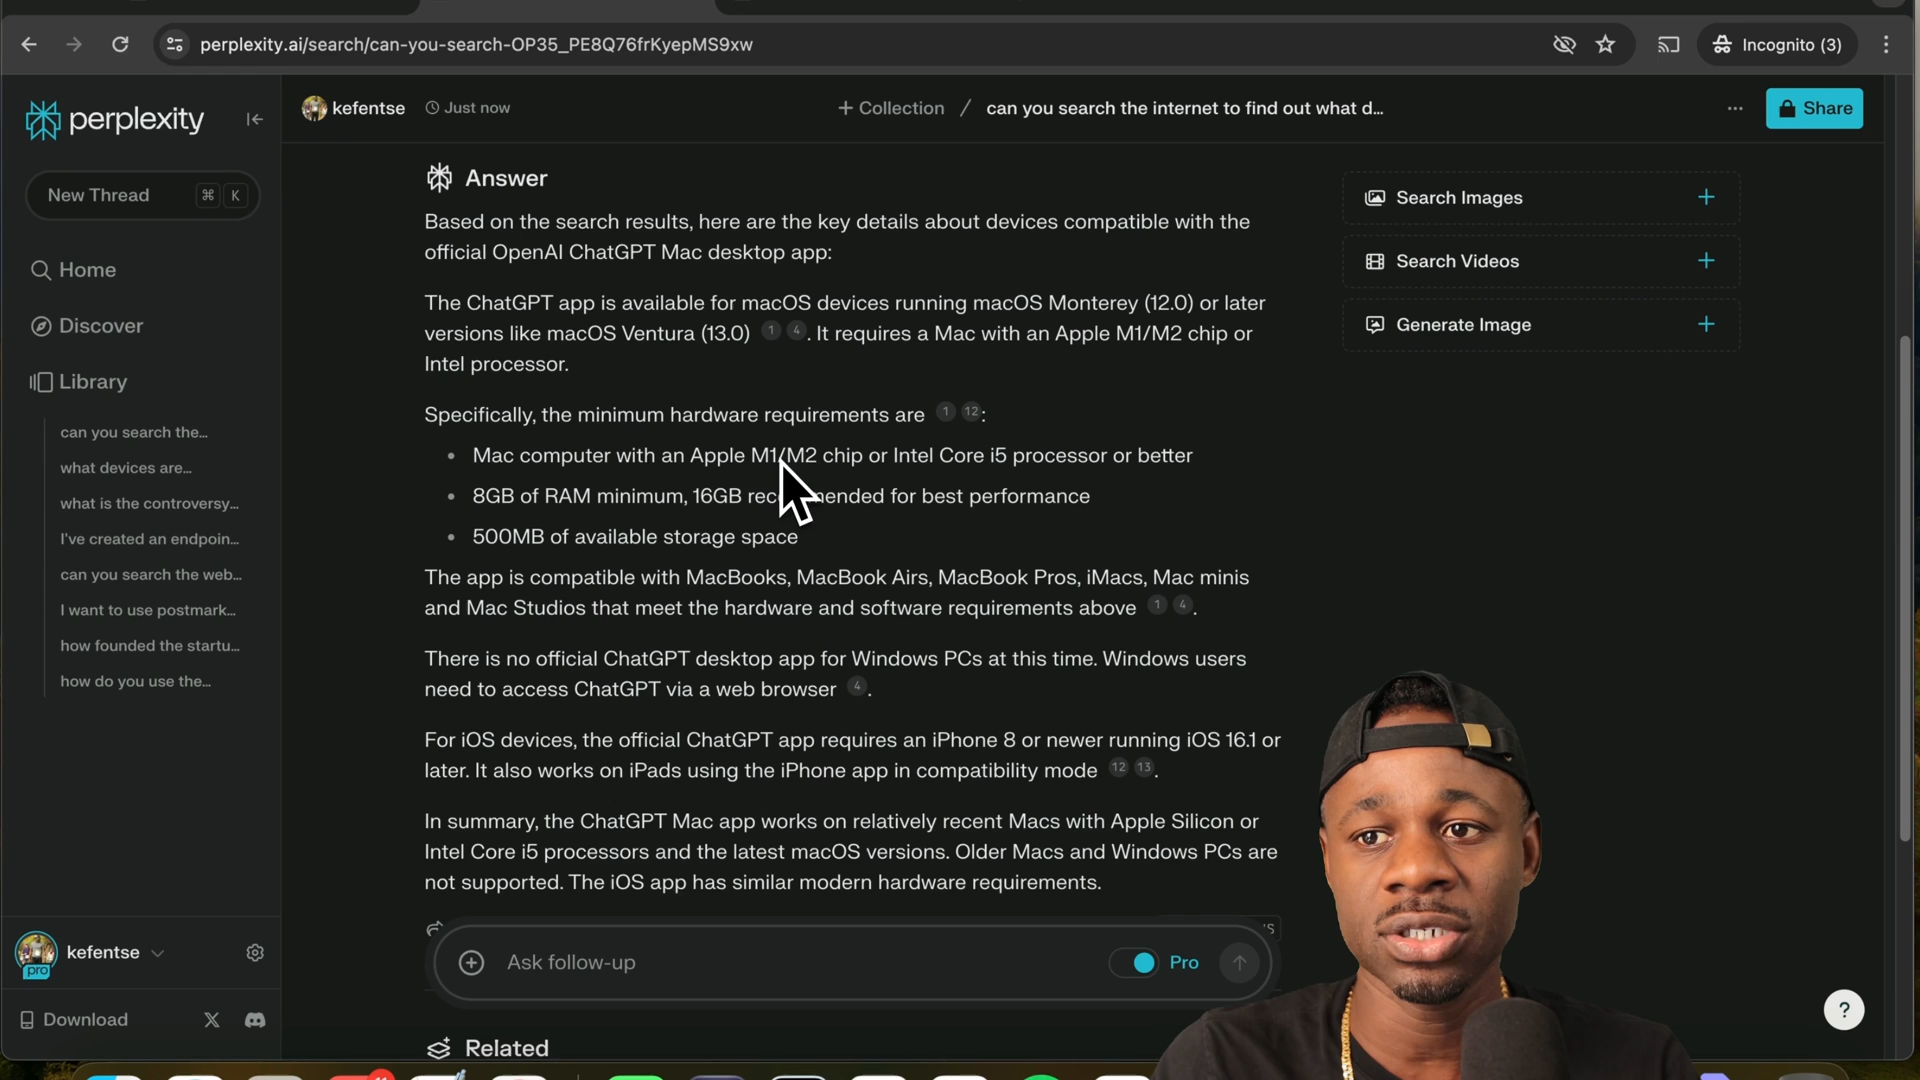 perplexity.ai/search/can-you-search-OP35_PE8Q76frKyepMS9xw
Incognito (3)
perplexity
New Thread
⌘ K
Home
Discover
Library
can you search the...
what devices are...
what is the controversy...
I've created an endpoin...
can you search the web...
I want to use postmark...
how founded the startu...
how do you use the...
kefentse
pro
Download
kefentse Just now
+ Collection / can you search the internet to find out what d...
Share
Answer
Based on the search results, here are the key details about devices compatible with the
official OpenAI ChatGPT Mac desktop app:
The ChatGPT app is available for macOS devices running macOS Monterey (12.0) or later
versions like macOS Ventura (13.0) 1 4 . It requires a Mac with an Apple M1/M2 chip or
Intel processor.
Specifically, the minimum hardware requirements are 1 12 :
• Mac computer with an Apple M1/M2 chip or Intel Core i5 processor or better
• 8GB of RAM minimum, 16GB recommended for best performance
• 500MB of available storage space
The app is compatible with MacBooks, MacBook Airs, MacBook Pros, iMacs, Mac minis
and Mac Studios that meet the hardware and software requirements above 1 4 .
There is no official ChatGPT desktop app for Windows PCs at this time. Windows users
need to access ChatGPT via a web browser 4 .
For iOS devices, the official ChatGPT app requires an iPhone 8 or newer running iOS 16.1 or
later. It also works on iPads using the iPhone app in compatibility mode 12 13 .
In summary, the ChatGPT Mac app works on relatively recent Macs with Apple Silicon or
Intel Core i5 processors and the latest macOS versions. Older Macs and Windows PCs are
not supported. The iOS app has similar modern hardware requirements.
Ask follow-up
Pro
Related
Search Images +
Search Videos +
Generate Image +
?